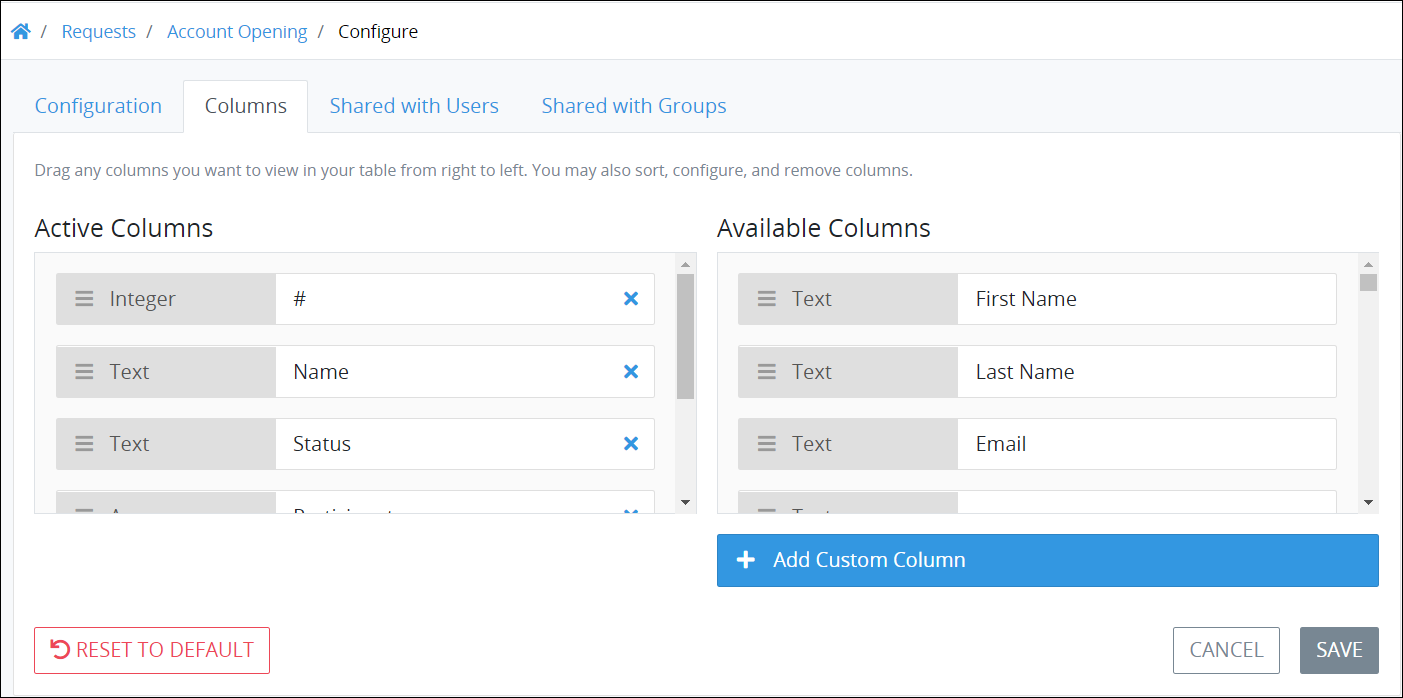 / Requests / Account Opening / Configure
Configuration Columns Shared with Users Shared with Groups
Drag any columns you want to view in your table from right to left. You may also sort, configure, and remove columns.
Active Columns
Integer #
Text Name
Text Status
Available Columns
Text First Name
Text Last Name
Text Email
Add Custom Column
RESET TO DEFAULT
CANCEL SAVE